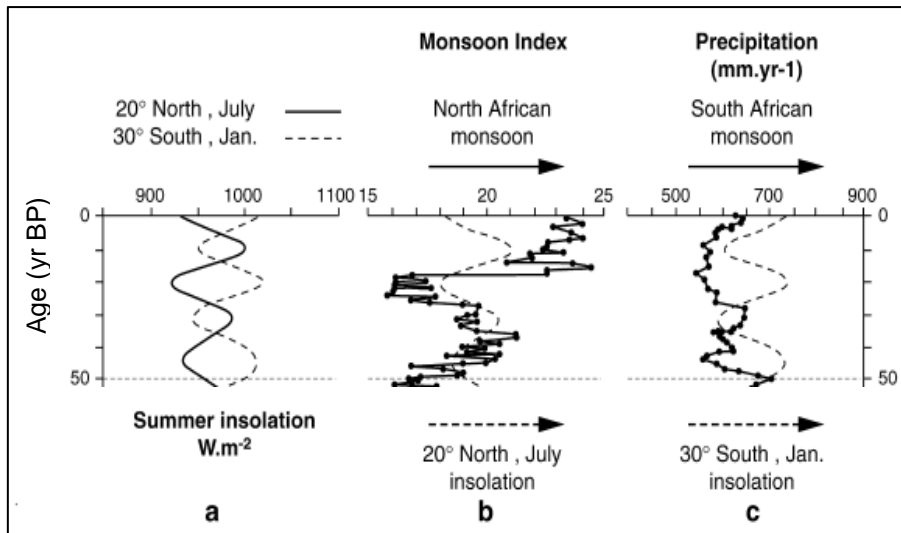 Monsoon Index
Precipitation
(mm.yr-1)
20° North , July
30° South , Jan.
North African
monsoon
South African
monsoon
900 1000 1100
15 20 25
500 700 900
Age (yr BP)
0
50
0
50
Summer insolation
W.m-2
20° North , July
insolation
30° South , Jan.
insolation
a
b
c